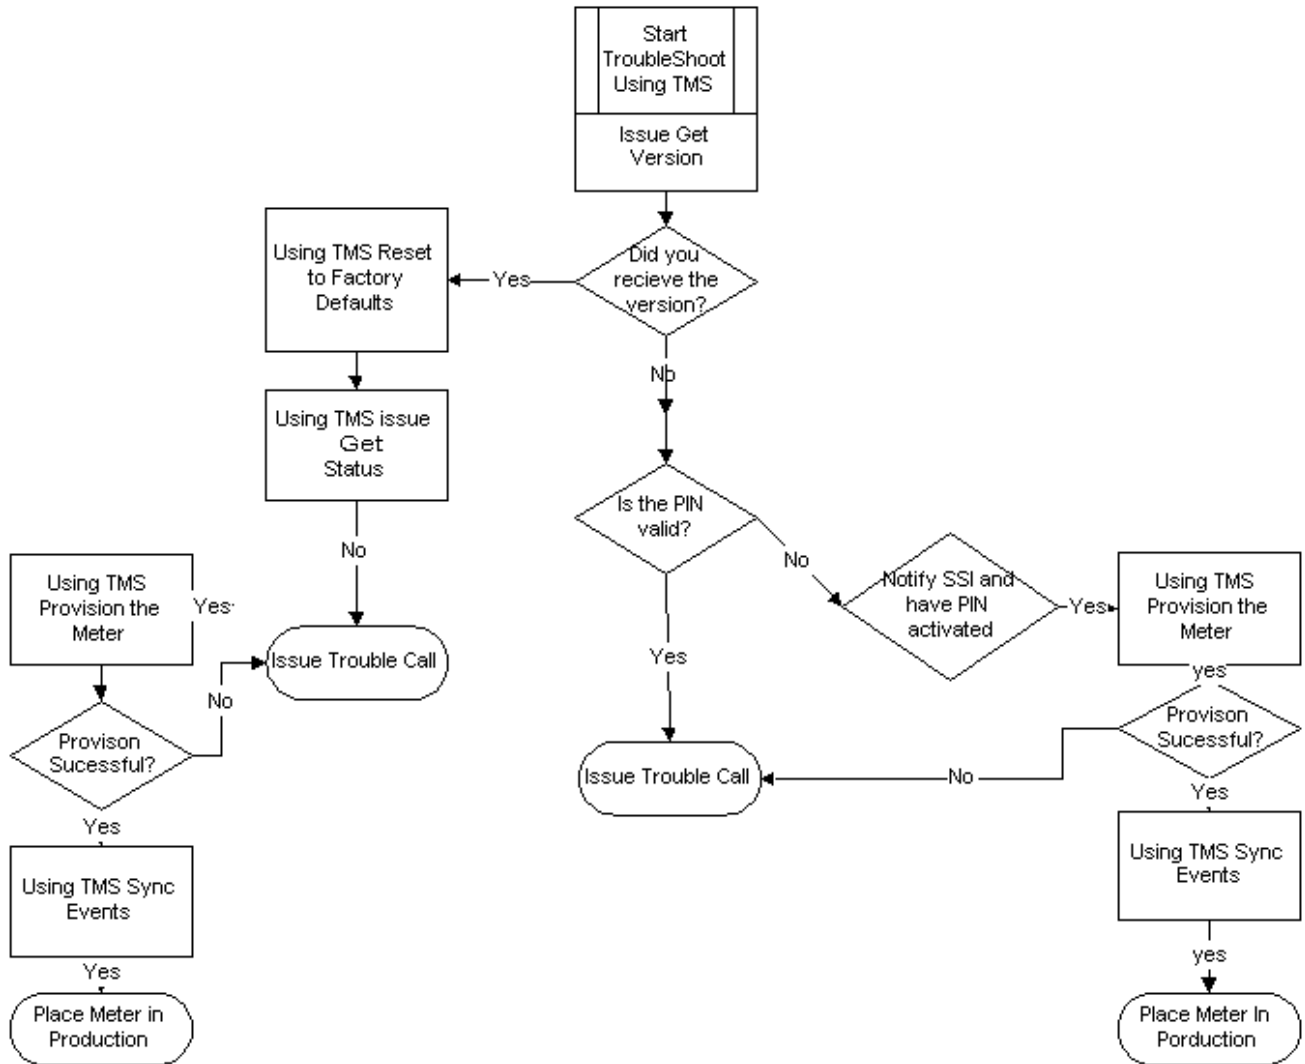 Start
TroubleShoot
Using TMS
Issue Get
Version
Using TMS Reset
to Factory
Defaults
Yes
Did you
recieve the
version?
No
Using TMS issue
Get
Status
Is the PIN
valid?
No
No
Notify SSI and
have PIN
activated
Yes
Using TMS
Provision the
Meter
Using TMS
Provision the
Meter
Yes
Issue Trouble Call
Yes
yes
No
Provison
Sucessful?
Provison
Sucessful?
Issue Trouble Call
No
Yes
Yes
Using TMS Sync
Events
Using TMS Sync
Events
Yes
yes
Place Meter in
Production
Place Meter In
Porduction